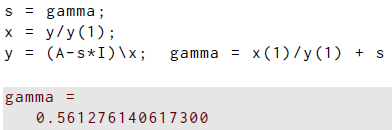 s = gamma;
x = y/y(1);
y = (A-s*I)\x;  gamma = x(1)/y(1) + s
gamma =
0.561276140617300